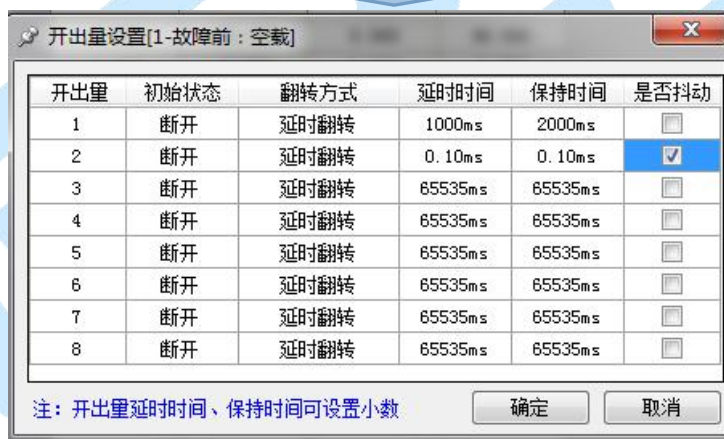 开出量设置[1-故障前：空载]
开出量 初始状态 翻转方式 延时时间 保持时间 是否抖动
1 断开 延时翻转 1000ms 2000ms
2 断开 延时翻转 0.10ms 0.10ms
3 断开 延时翻转 65535ms 65535ms
4 断开 延时翻转 65535ms 65535ms
5 断开 延时翻转 65535ms 65535ms
6 断开 延时翻转 65535ms 65535ms
7 断开 延时翻转 65535ms 65535ms
8 断开 延时翻转 65535ms 65535ms
注：开出量延时时间、保持时间可设置小数 确定 取消